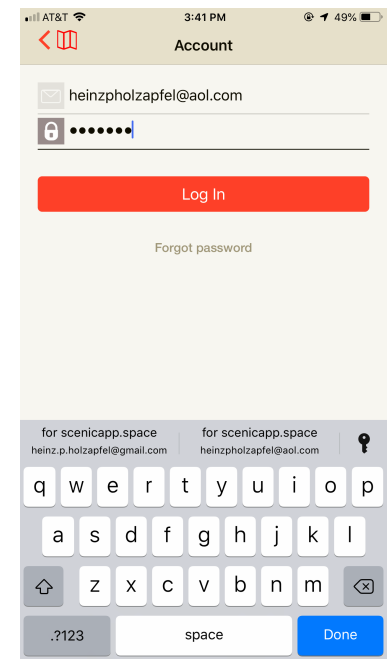 AT&T 3:41 PM 49%
Account
heinzpholzapfel@aol.com
•••••••
Log In
Forgot password
for scenicapp.space for scenicapp.space
heinz.p.holzapfel@gmail.com heinzpholzapfel@aol.com
q w e r t y u i o p
a s d f g h j k l
z x c v b n m
.?123 space Done